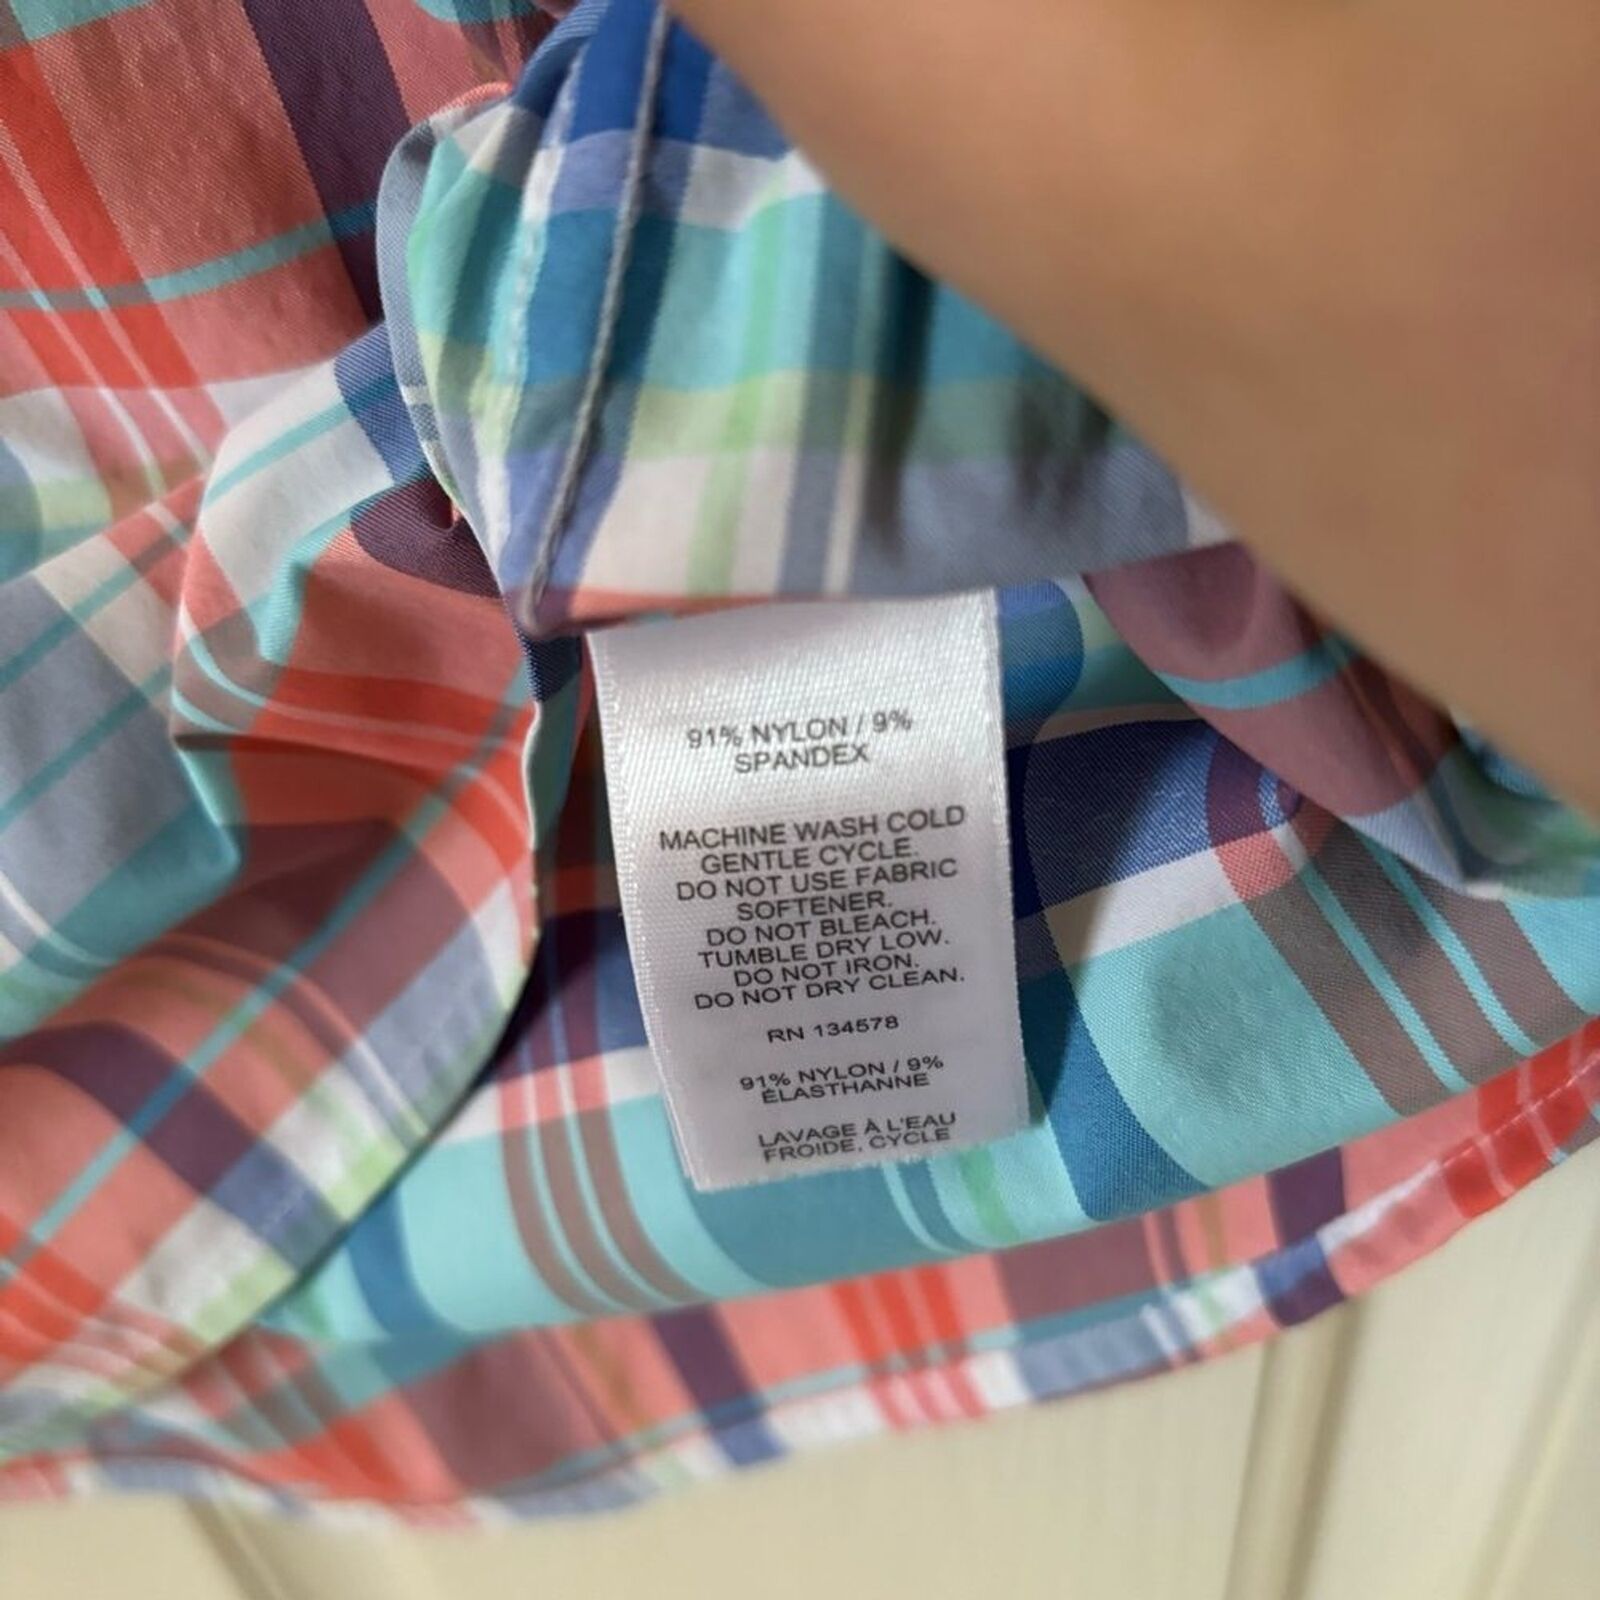 91% NYLON / 9%
SPANDEX
MACHINE WASH COLD
GENTLE CYCLE.
DO NOT USE FABRIC
SOFTENER.
DO NOT BLEACH.
TUMBLE DRY LOW.
DO NOT IRON.
DO NOT DRY CLEAN.
RN 134578
91% NYLON / 9%
ÉLASTHANNE
LAVAGE À L'EAU
FROIDE, CYCLE